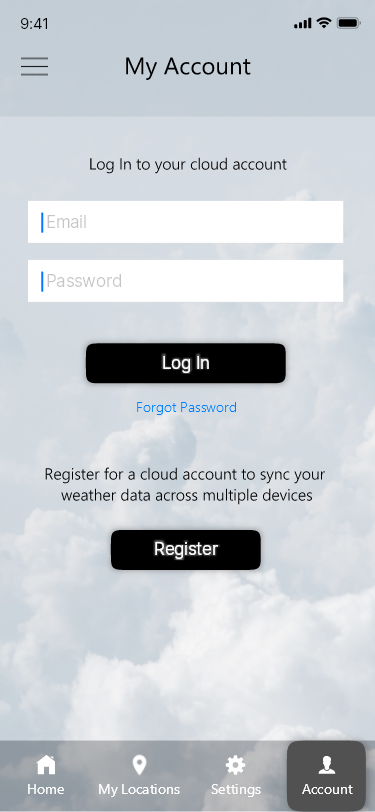 9:41
My Account
Log In to your cloud account
Email
Password
Log In
Forgot Password
Register for a cloud account to sync your
weather data across multiple devices
Register
Home
My Locations
Settings
Account